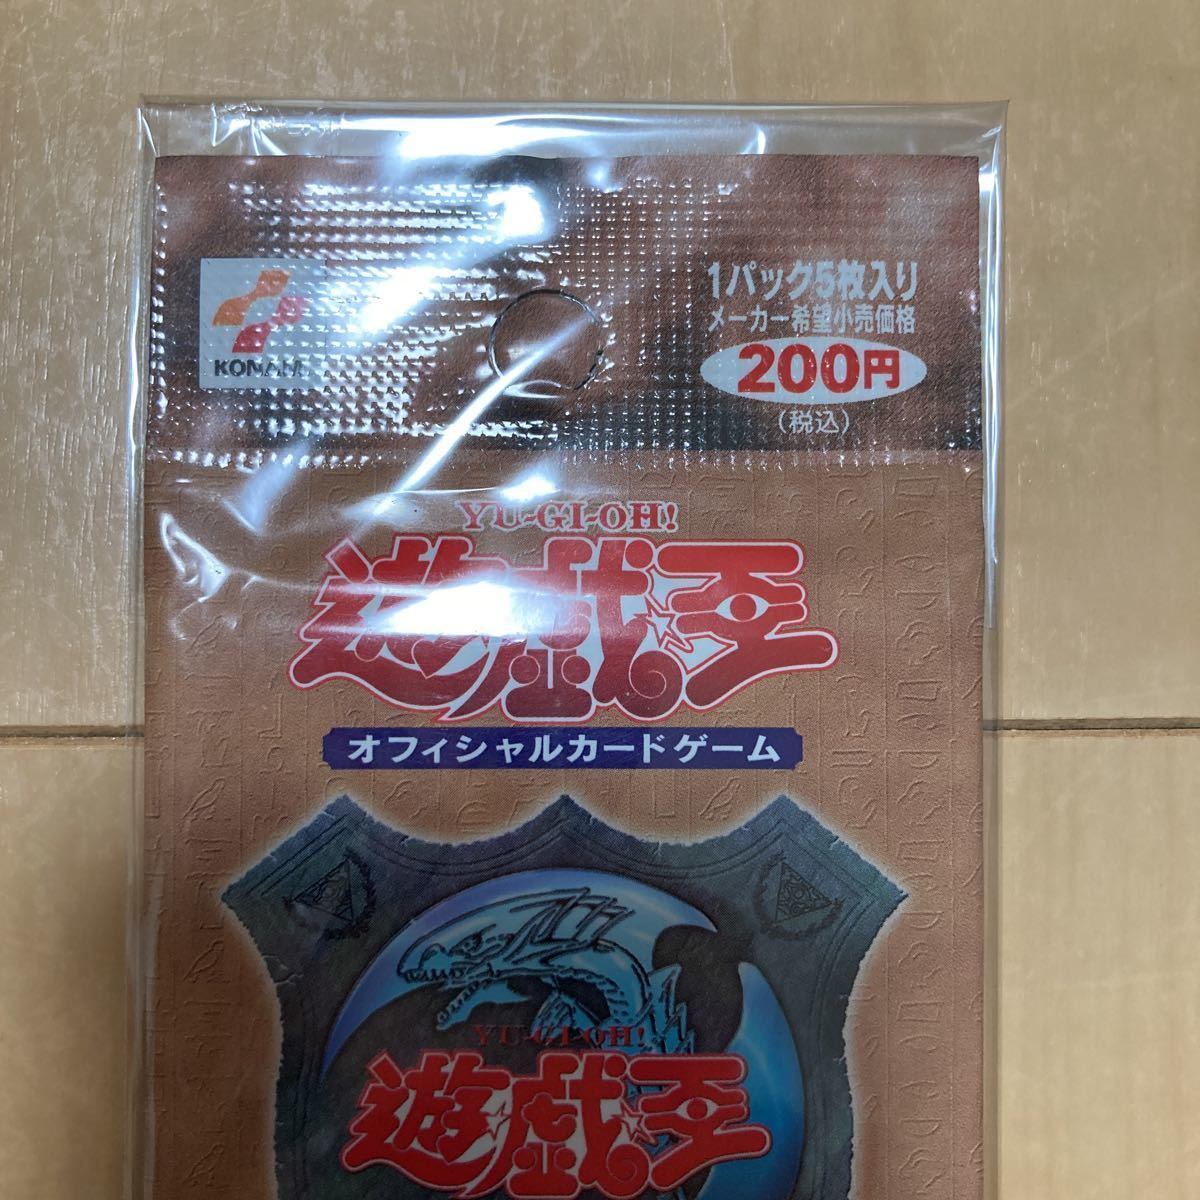 KONAMI
1パック5枚入り
メーカー希望小売価格
200円
(税込)
YU-GI-OH!
遊戯王
オフィシャルカードゲーム
YU-GI-OH!
遊戯王